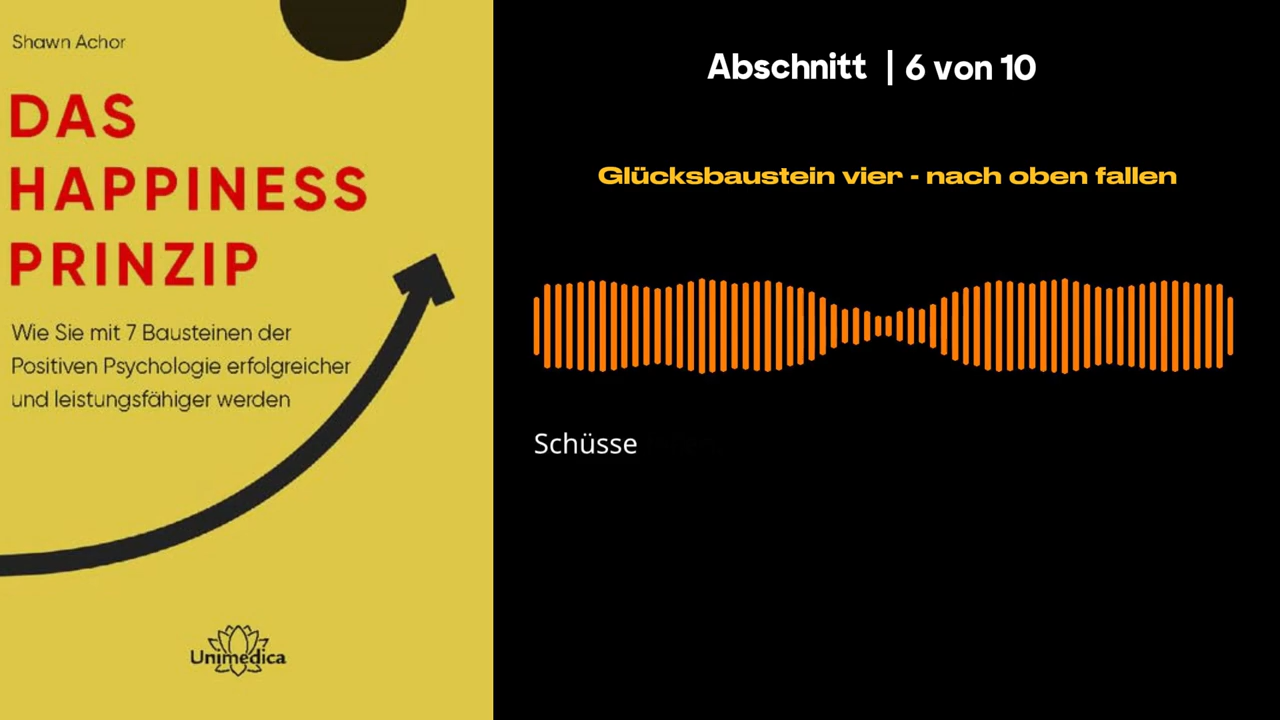 Shawn Achor
DAS
HAPPINESS
PRINZIP
Wie Sie mit 7 Bausteinen der
Positiven Psychologie erfolgreicher
und leistungsfähiger werden
Unimedica
Abschnitt | 6 von 10
Glücksbaustein vier - nach oben fallen
Schüsse